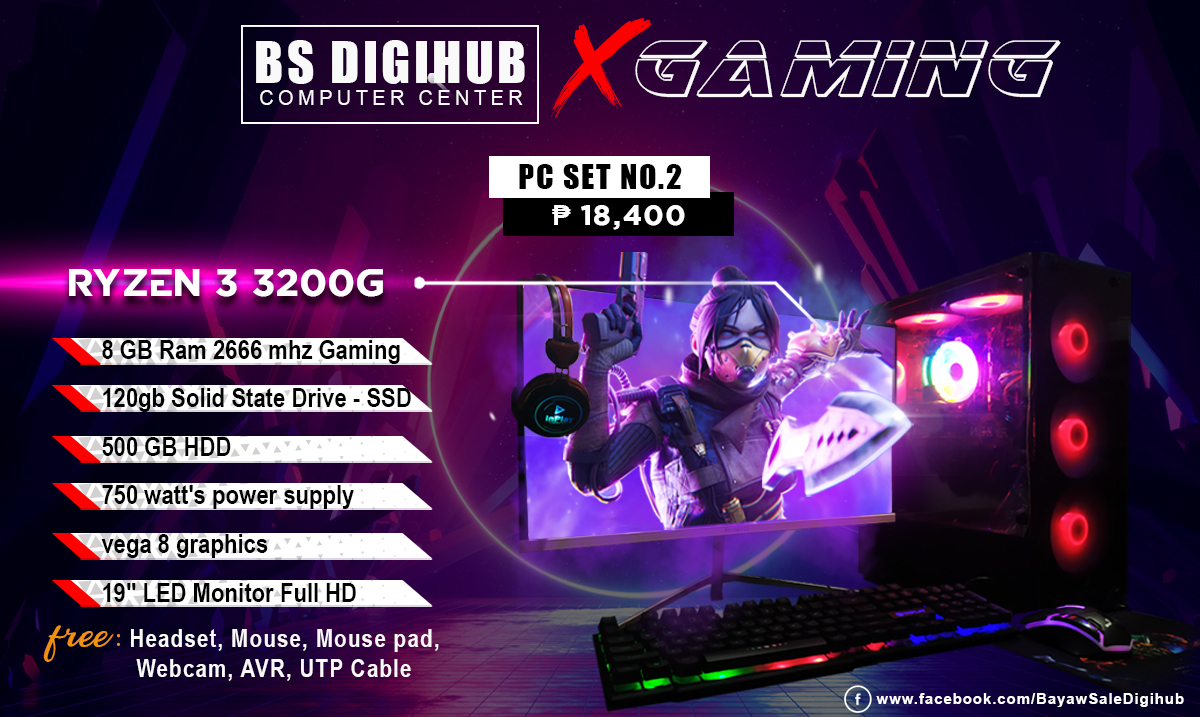 BS DIGIHUB
COMPUTER CENTER
X GAMING
PC SET NO.2
₱ 18,400
RYZEN 3 3200G
8 GB Ram 2666 mhz Gaming
120gb Solid State Drive - SSD
500 GB HDD
750 watt's power supply
vega 8 graphics
19" LED Monitor Full HD
free: Headset, Mouse, Mouse pad,
Webcam, AVR, UTP Cable
InPlay
f www.facebook.com/BayawSaleDigihub